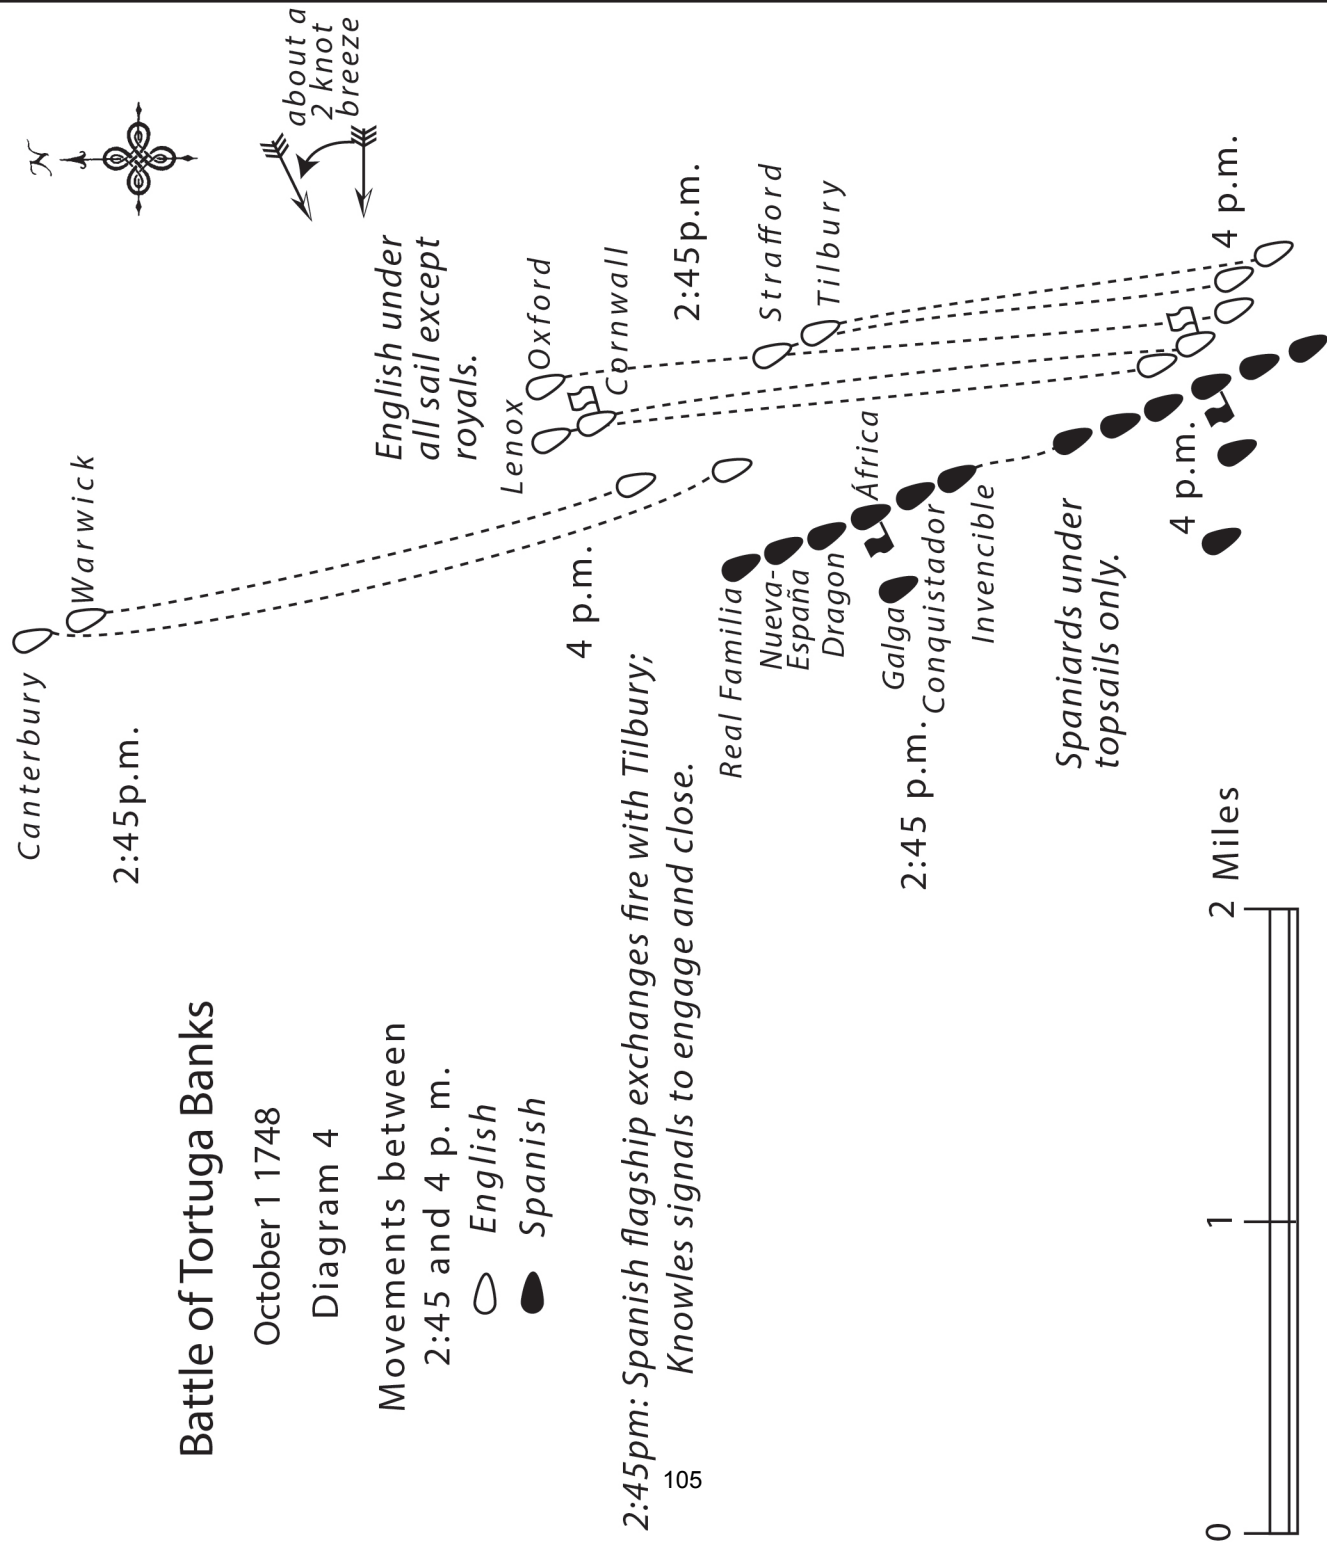 Battle of Tortuga Banks
October 1 1748
Diagram 4
Movements between
2:45 and 4 p. m.
English
Spanish
2:45pm: Spanish flagship exchanges fire with Tilbury;
Knowles signals to engage and close.
Canterbury
Warwick
2:45p.m.
N
about a
2 knot
breeze
English under
all sail except
royals.
Lenox
Oxford
Cornwall
2:45p.m.
Strafford
Tilbury
4 p.m.
4 p.m.
Real Familia
Nueva-
España
Dragon
África
Galga
Conquistador
Invencible
2:45 p.m.
Spaniards under
topsails only.
4 p.m.
0 1 2 Miles
105